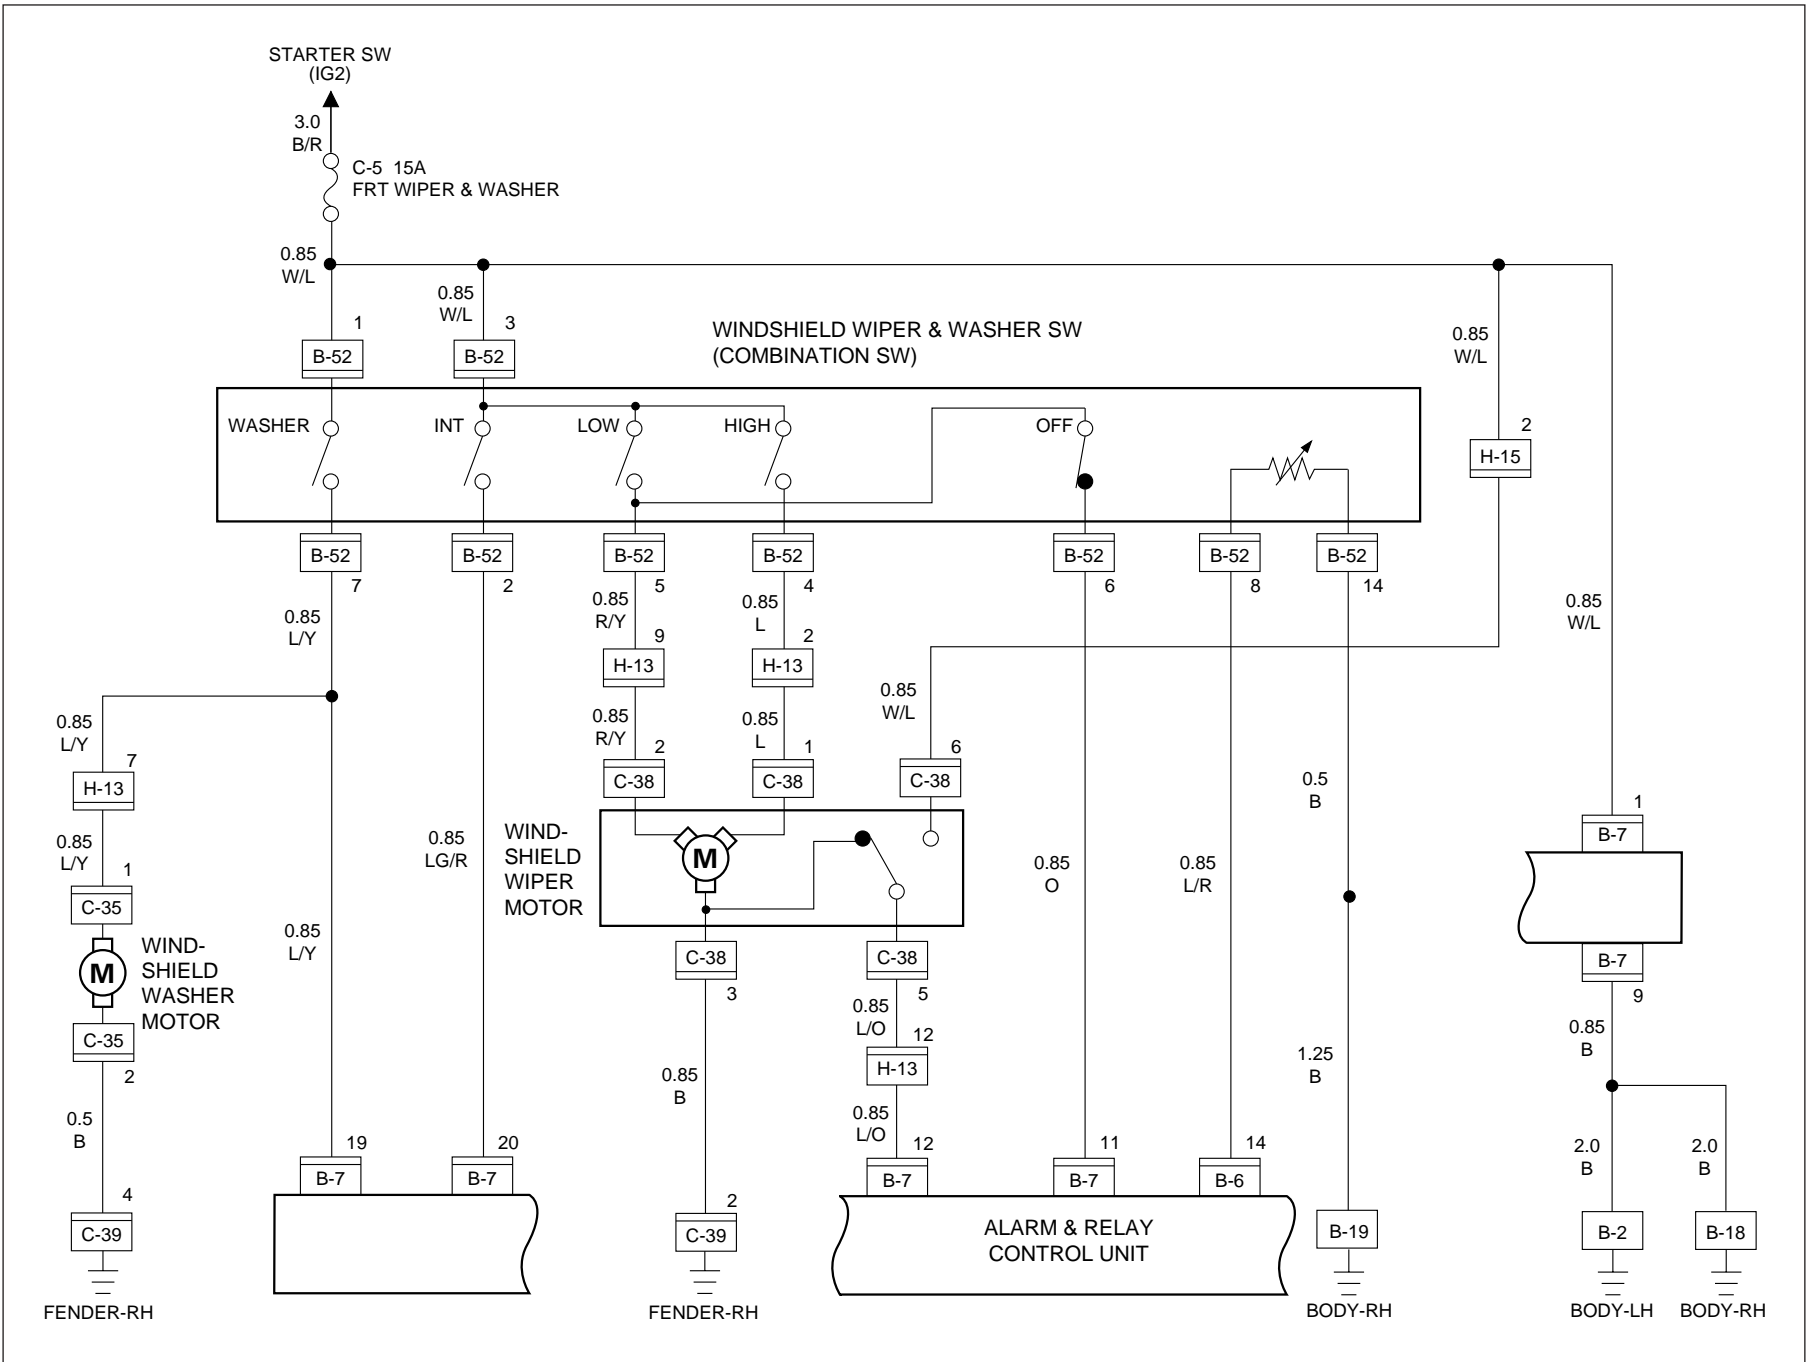 STARTER SW
(IG2)
3.0
B/R
C-5 15A
FRT WIPER & WASHER
0.85
W/L
0.85
W/L
1
3
B-52
B-52
WINDSHIELD WIPER & WASHER SW
(COMBINATION SW)
0.85
W/L
2
H-15
WASHER
INT
LOW
HIGH
OFF
B-52
B-52
B-52
B-52
B-52
B-52
B-52
7
2
5
4
6
8
14
0.85
L/Y
0.85
R/Y
0.85
L
0.85
W/L
9
2
H-13
H-13
0.85
L/Y
0.85
R/Y
0.85
L
0.85
W/L
7
H-13
2
1
6
C-38
C-38
C-38
0.5
B
1
B-7
0.85
L/Y
1
C-35
0.85
LG/R
WIND-
SHIELD
WIPER
MOTOR
M
0.85
O
0.85
L/R
M
WIND-
SHIELD
WASHER
MOTOR
0.85
L/Y
C-38
3
C-38
5
B-7
9
C-35
2
0.85
L/O
12
H-13
0.85
B
1.25
B
0.85
B
0.5
B
0.85
L/O
2.0
B
2.0
B
19
20
12
11
14
B-7
B-7
B-7
B-7
B-6
4
C-39
2
C-39
ALARM & RELAY
CONTROL UNIT
B-19
B-2
B-18
FENDER-RH
FENDER-RH
BODY-RH
BODY-LH
BODY-RH